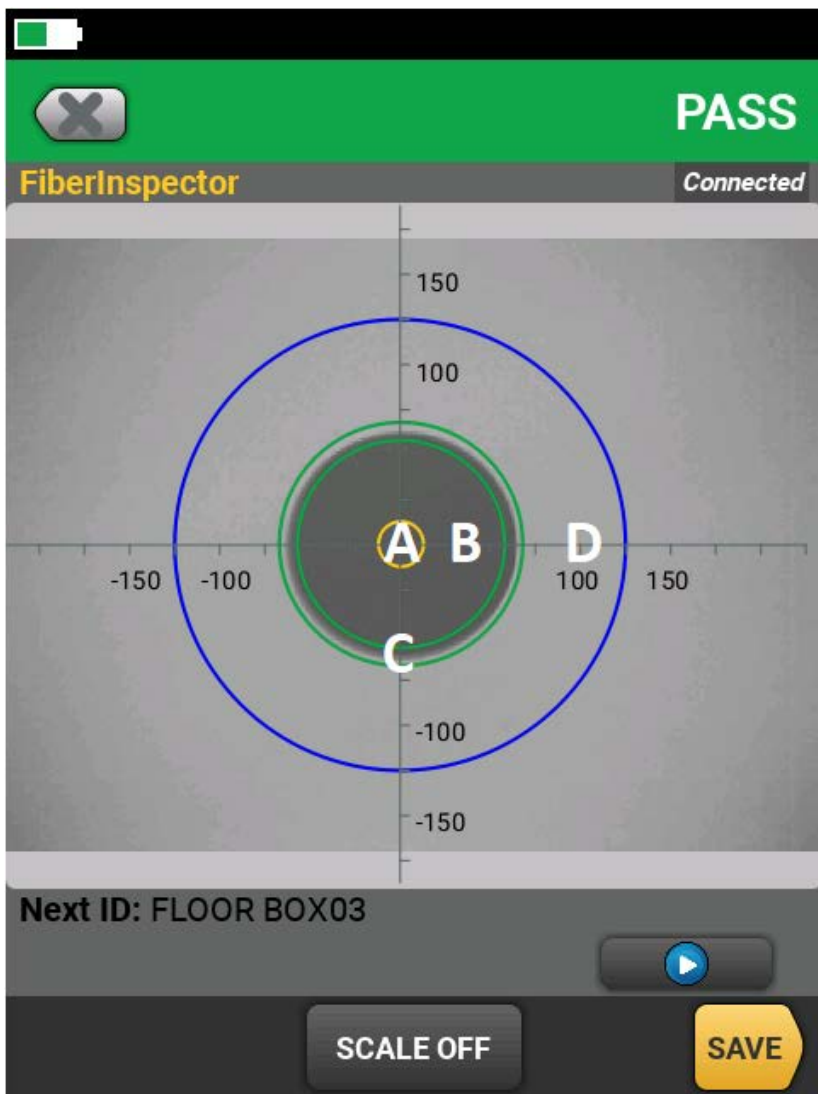 PASS
FiberInspector Connected
150
100
A B D
-150 -100 100 150
C
-100
-150
Next ID: FLOOR BOX03
SCALE OFF SAVE